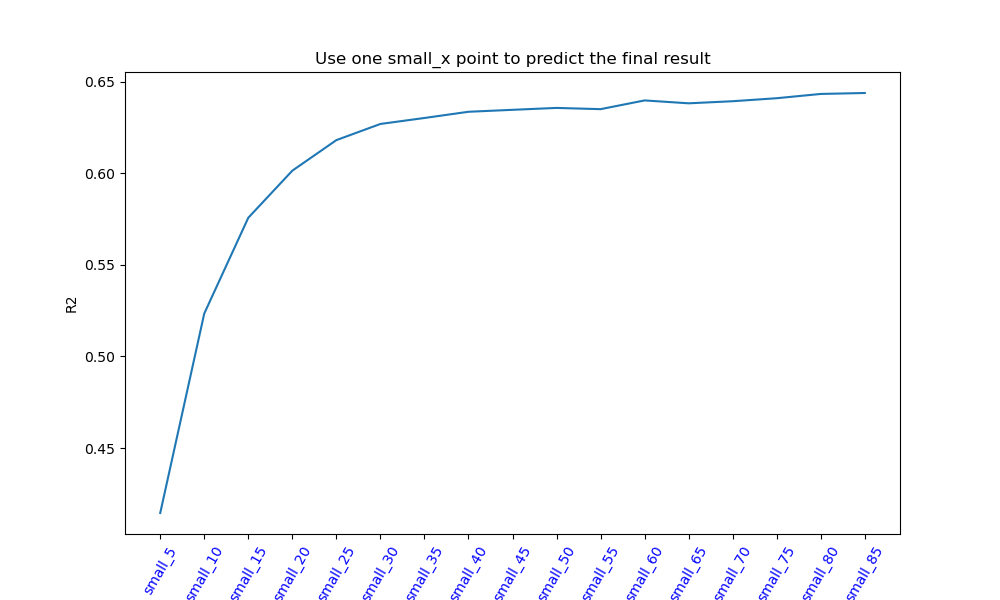 Use one small_x point to predict the final result
0.65
0.60
0.55
0.50
0.45
R2
small_5
small_10
small_15
small_20
small_25
small_30
small_35
small_40
small_45
small_50
small_55
small_60
small_65
small_70
small_75
small_80
small_85